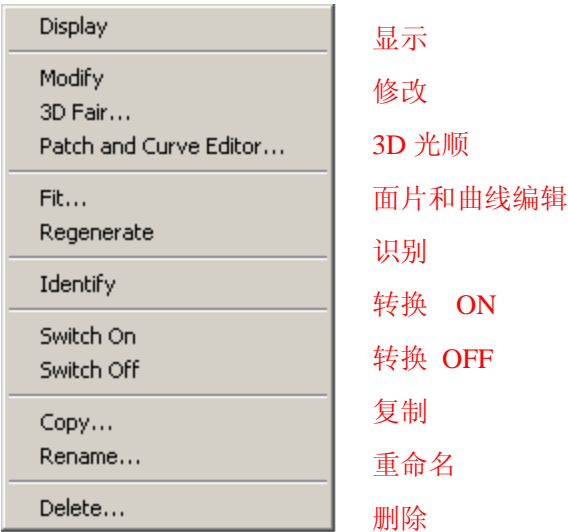 Display
显示
Modify
修改
3D Fair...
3D 光顺
Patch and Curve Editor...
面片和曲线编辑
Fit...
Regenerate
识别
Identify
转换 ON
Switch On
转换 OFF
Switch Off
复制
Copy...
Rename...
重命名
Delete...
删除